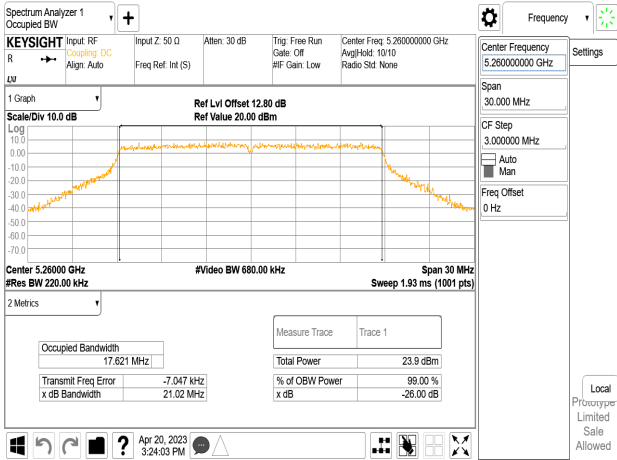 Spectrum Analyzer 1
Occupied BW
Frequency
KEYSIGHT
R
LXI
Input: RF
Coupling: DC
Align: Auto
Input Z: 50 Ω
Freq Ref: Int (S)
Atten: 30 dB
Trig: Free Run
Gate: Off
#IF Gain: Low
Center Freq: 5.260000000 GHz
Avg|Hold: 10/10
Radio Std: None
Center Frequency
5.260000000 GHz
Settings
Span
30.000 MHz
CF Step
3.000000 MHz
Auto
Man
Freq Offset
0 Hz
1 Graph
Scale/Div 10.0 dB
Ref Lvl Offset 12.80 dB
Ref Value 20.00 dBm
Log
10.0
0.00
-10.0
-20.0
-30.0
-40.0
-50.0
-60.0
-70.0
Center 5.26000 GHz
#Res BW 220.00 kHz
#Video BW 680.00 kHz
Span 30 MHz
Sweep 1.93 ms (1001 pts)
2 Metrics
Measure Trace
Trace 1
Occupied Bandwidth
17.621 MHz
Total Power
23.9 dBm
Transmit Freq Error
-7.047 kHz
% of OBW Power
99.00 %
x dB Bandwidth
21.02 MHz
x dB
-26.00 dB
Local
Prototype
Limited
Sale
Allowed
?
Apr 20, 2023
3:24:03 PM